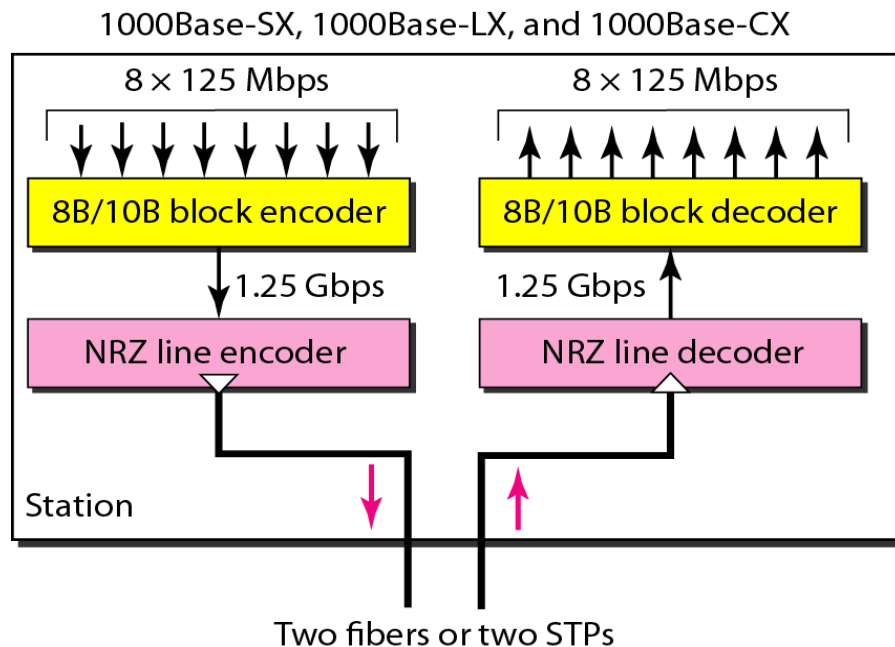 1000Base-SX, 1000Base-LX, and 1000Base-CX
8 × 125 Mbps
8 × 125 Mbps
8B/10B block encoder
8B/10B block decoder
1.25 Gbps
1.25 Gbps
NRZ line encoder
NRZ line decoder
Station
Two fibers or two STPs